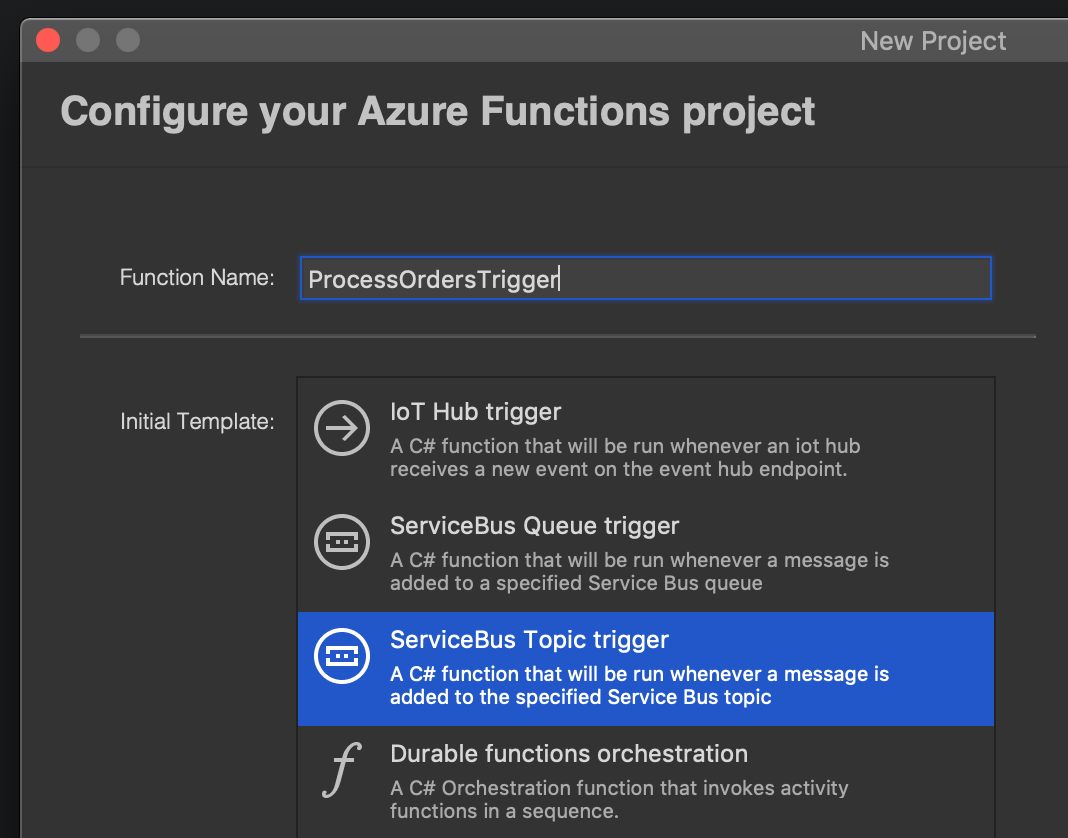 New Project
Configure your Azure Functions project
Function Name:
ProcessOrdersTrigger
Initial Template:
IoT Hub trigger
A C# function that will be run whenever an iot hub
receives a new event on the event hub endpoint.
ServiceBus Queue trigger
A C# function that will be run whenever a message is
added to a specified Service Bus queue
ServiceBus Topic trigger
A C# function that will be run whenever a message is
added to the specified Service Bus topic
Durable functions orchestration
A C# Orchestration function that invokes activity
functions in a sequence.